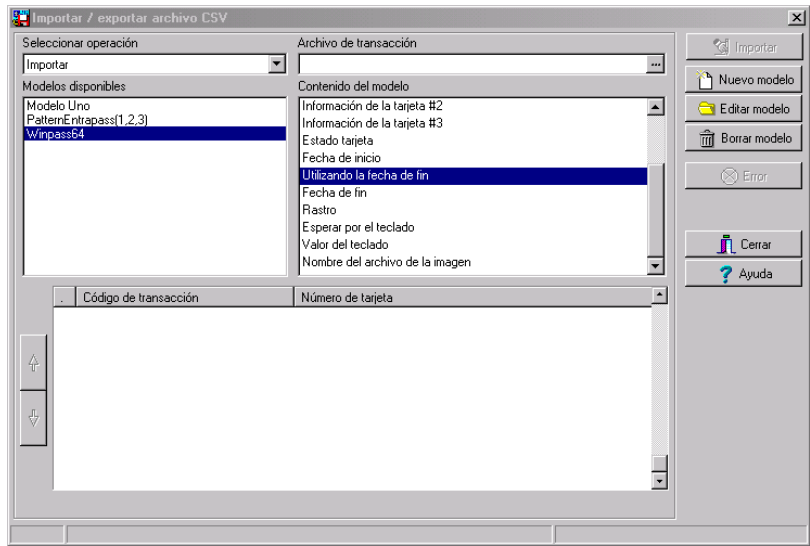 Importar / exportar archivo CSV
Seleccionar operación
Archivo de transacción
Importar
...
Modelos disponibles
Contenido del modelo
Modelo Uno
PatternEntrapass(1,2,3)
Winpass64
Información de la tarjeta #2
Información de la tarjeta #3
Estado tarjeta
Fecha de inicio
Utilizando la fecha de fin
Fecha de fin
Rastro
Esperar por el teclado
Valor del teclado
Nombre del archivo de la imagen
Importar
Nuevo modelo
Editar modelo
Borrar modelo
Error
Cerrar
? Ayuda
. Código de transacción Número de tarjeta